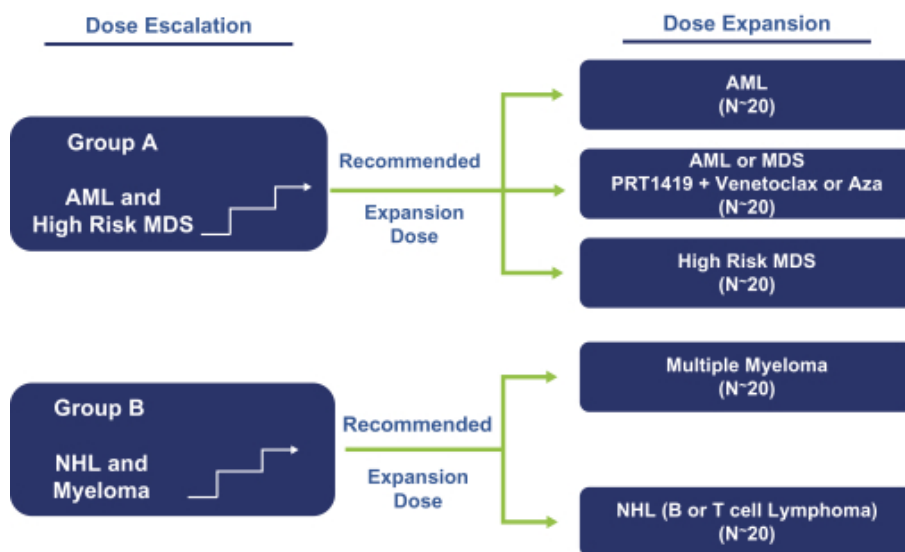 Dose Escalation
Dose Expansion
Group A
AML and
High Risk MDS
Recommended
Expansion
Dose
AML
(N~20)
AML or MDS
PRT1419 + Venetoclax or Aza
(N~20)
High Risk MDS
(N~20)
Group B
NHL and
Myeloma
Recommended
Expansion
Dose
Multiple Myeloma
(N~20)
NHL (B or T cell Lymphoma)
(N~20)